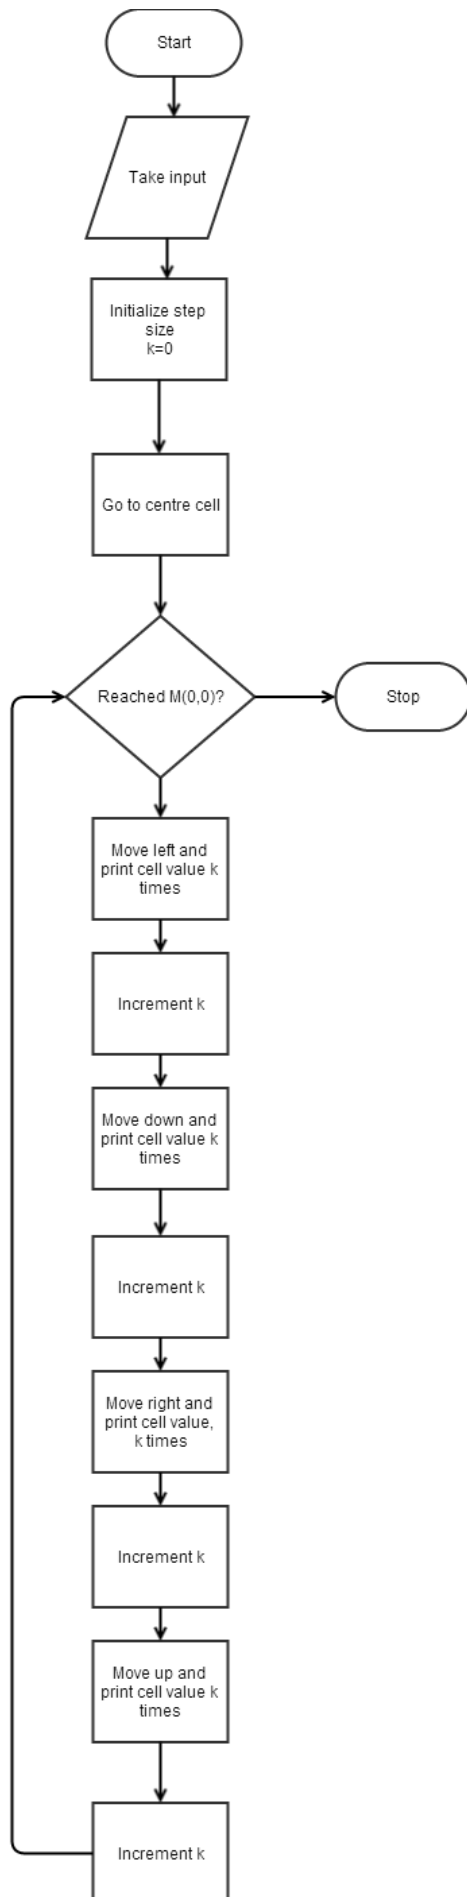 Start
Take input
Initialize step
size
k=0
Go to centre cell
Reached M(0,0)?
Stop
Move left and
print cell value k
times
Increment k
Move down and
print cell value k
times
Increment k
Move right and
print cell value,
k times
Increment k
Move up and
print cell value k
times
Increment k